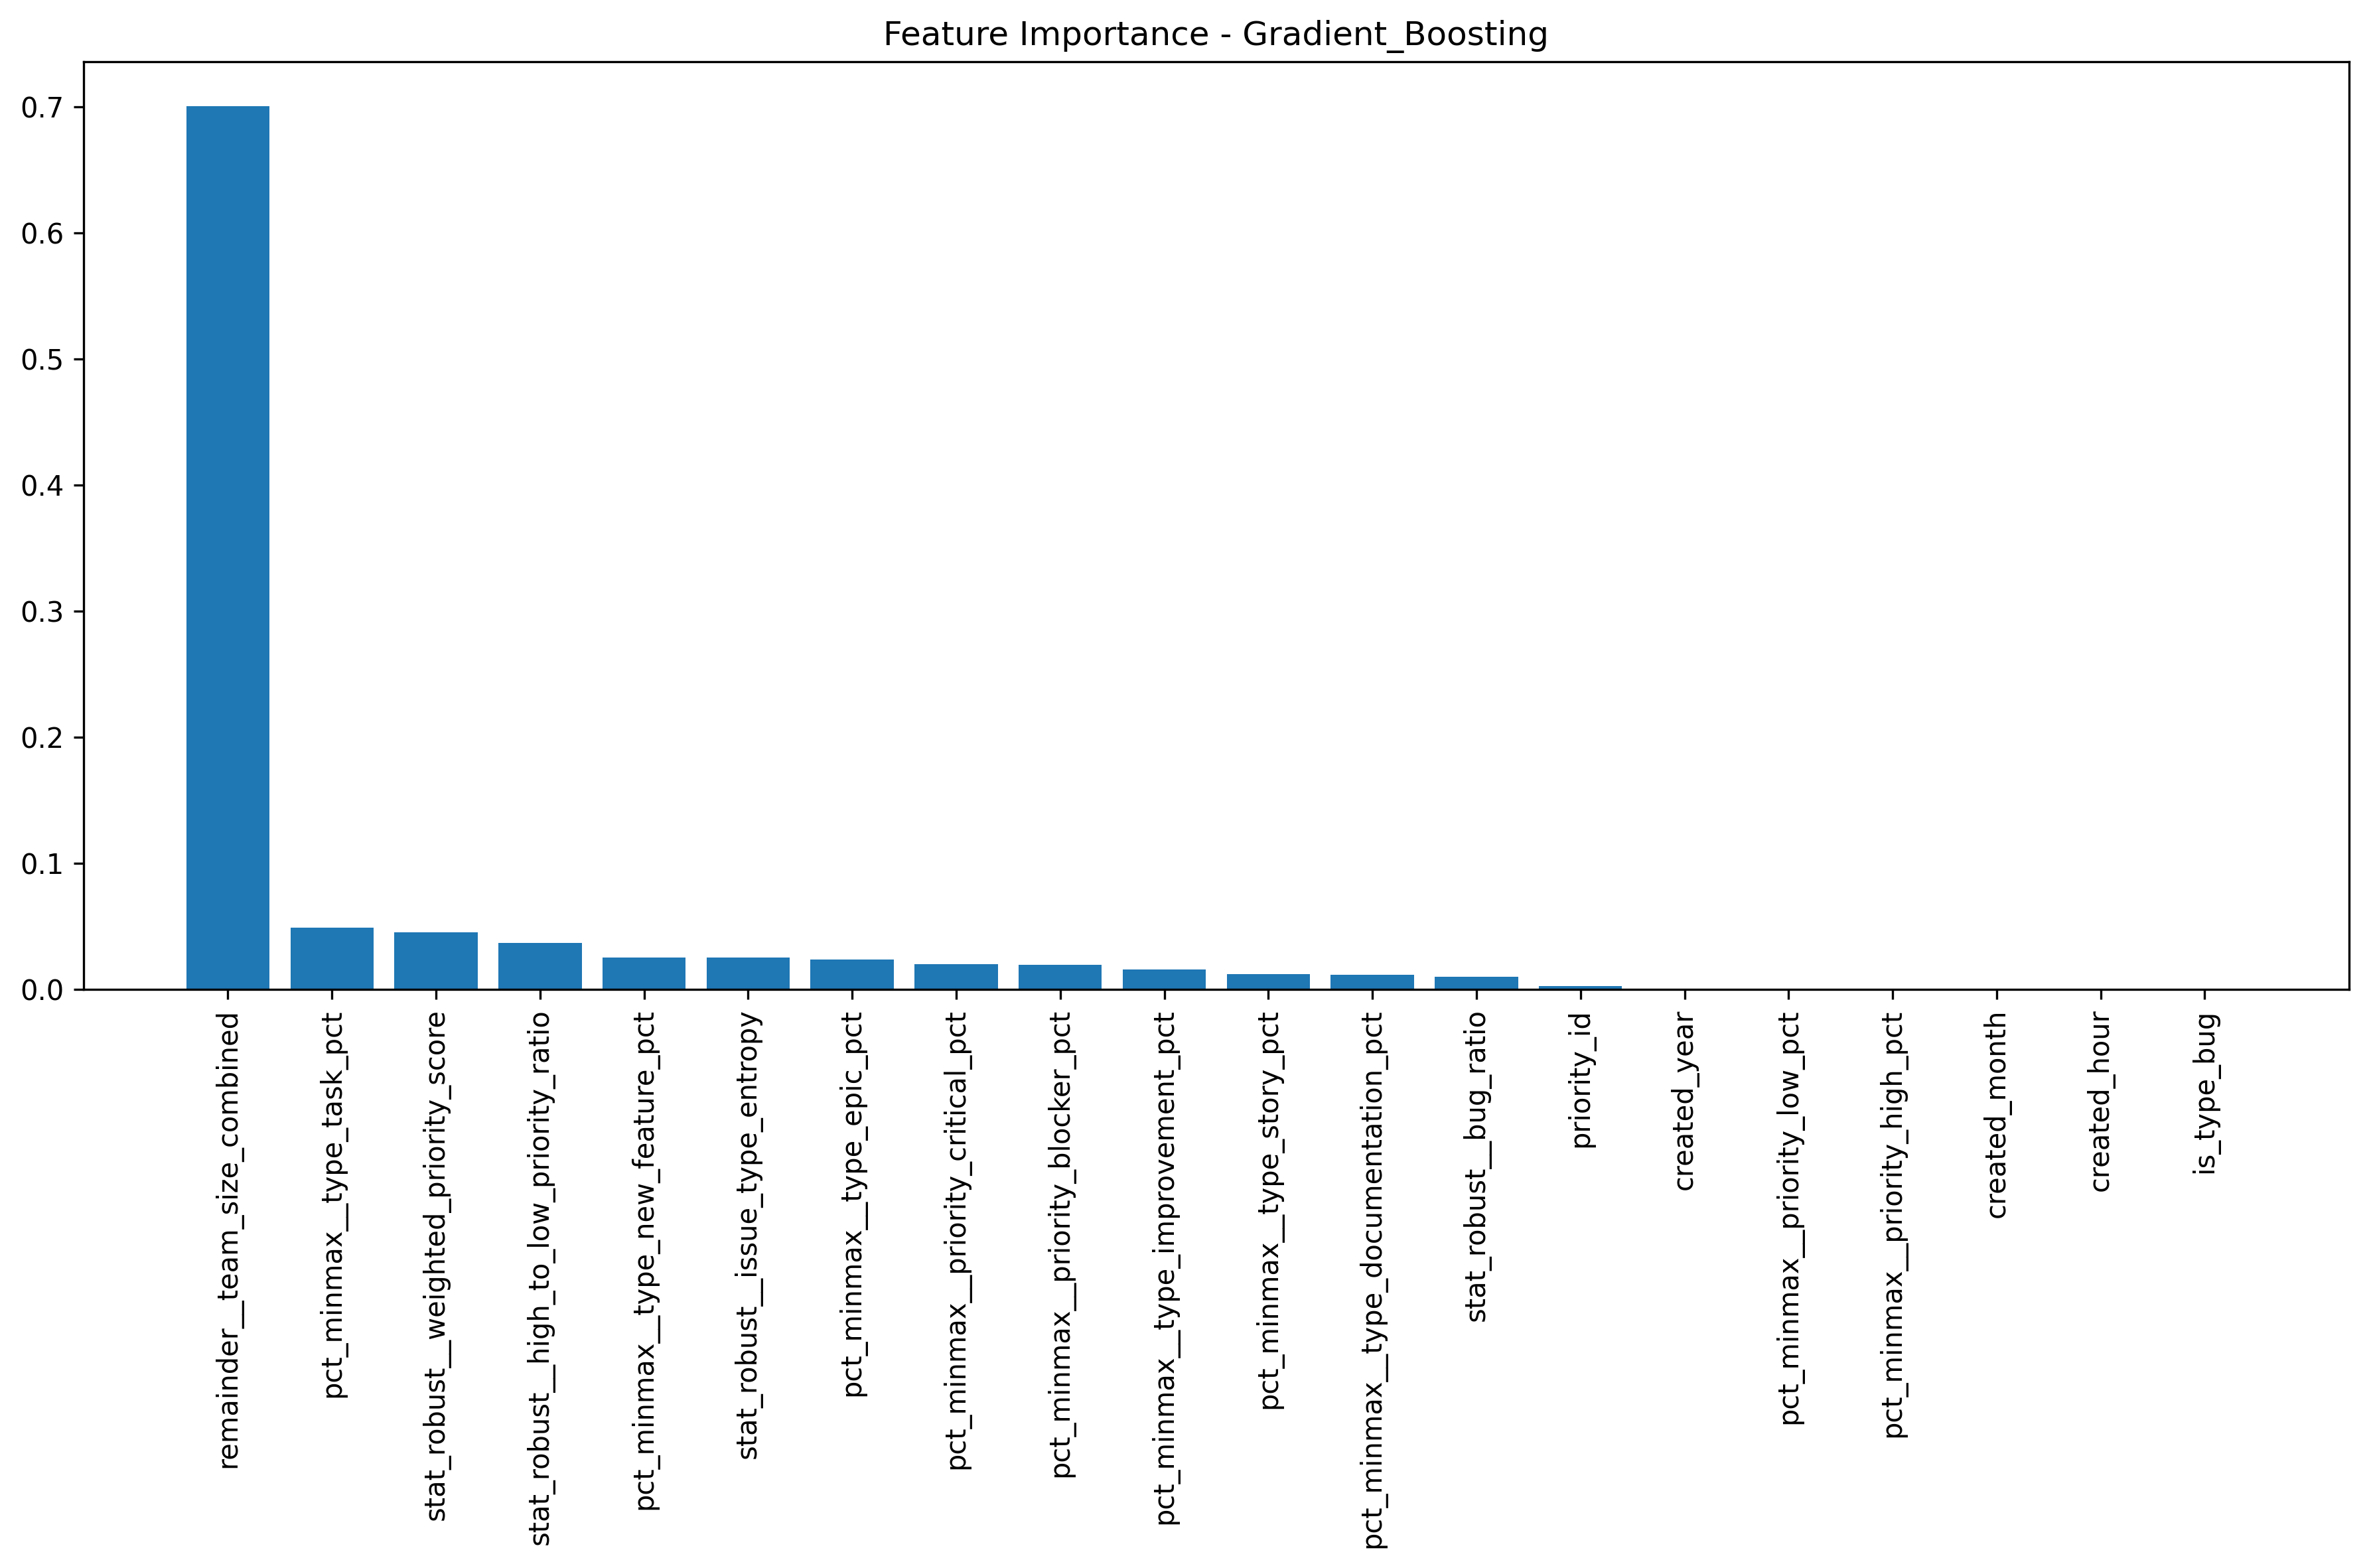 Feature Importance - Gradient_Boosting
0.7
0.6
0.5
0.4
0.3
0.2
0.1
0.0
remainder__team_size_combined
pct_minmax__type_task_pct
stat_robust__weighted_priority_score
stat_robust__high_to_low_priority_ratio
pct_minmax__type_new_feature_pct
stat_robust__issue_type_entropy
pct_minmax__type_epic_pct
pct_minmax__priority_critical_pct
pct_minmax__priority_blocker_pct
pct_minmax__type_improvement_pct
pct_minmax__type_story_pct
pct_minmax__type_documentation_pct
stat_robust__bug_ratio
priority_id
created_year
pct_minmax__priority_low_pct
pct_minmax__priority_high_pct
created_month
created_hour
is_type_bug